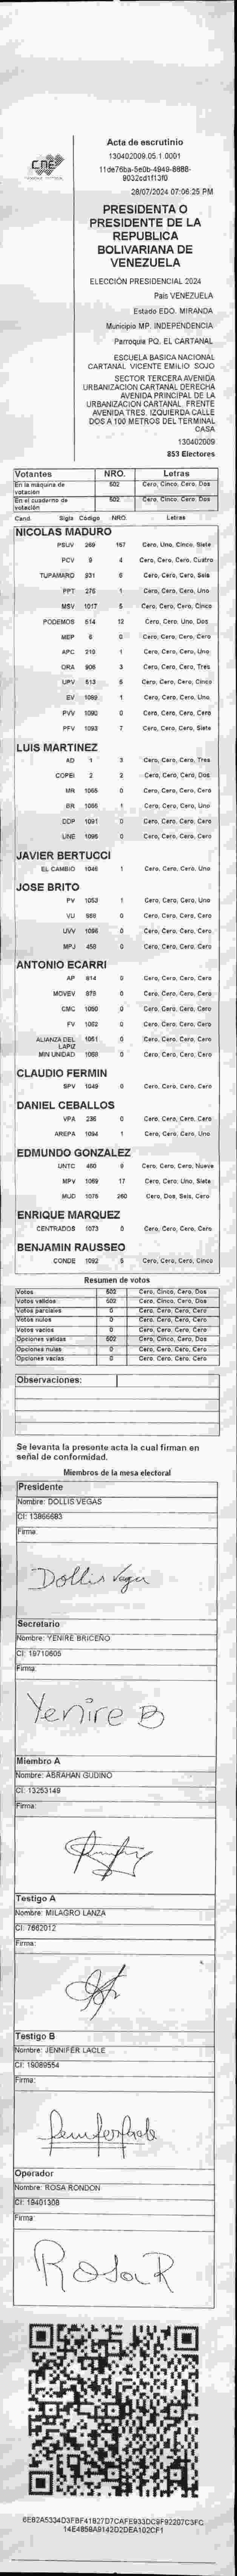 CNE
Acta de escrutinio
130402009.05.1.0001
28/07/2024 07:06:25 PM
PRESIDENTA O
PRESIDENTE DE LA
REPUBLICA
BOLIVARIANA DE
VENEZUELA
ELECCIÓN PRESIDENCIAL 2024
País VENEZUELA
Estado EDO. MIRANDA
Municipio MP. INDEPENDENCIA
Parroquia PQ. EL CARTANAL
ESCUELA BASICA NACIONAL
CARTANAL VICENTE EMILIO SOJO
SECTOR TERCERA AVENIDA
URBANIZACION CARTANAL DERECHA
AVENIDA PRINCIPAL DE LA
URBANIZACION CARTANAL. FRENTE
AVENIDA TRES. IZQUIERDA CALLE
DOS A 100 METROS DEL TERMINAL
CASA
130402009
853 Electores
Votantes NRO. Letras
En la máquina de votación 502 Cero, Cinco, Cero, Dos
En el cuaderno de votación 502 Cero, Cinco, Cero, Dos
Cand. Sigla Código NRO. Letras
NICOLAS MADURO
PSUV 269 157 Cero, Uno, Cinco, Siete
PCV 9 4 Cero, Cero, Cero, Cuatro
TUPAMARO 931 6 Cero, Cero, Cero, Seis
PPT 276 1 Cero, Cero, Cero, Uno
MSV 1017 5 Cero, Cero, Cero, Cinco
PODEMOS 514 12 Cero, Cero, Uno, Dos
MEP 6 0 Cero, Cero, Cero, Cero
APC 219 1 Cero, Cero, Cero, Uno
ORA 906 3 Cero, Cero, Cero, Tres
UPV 513 5 Cero, Cero, Cero, Cinco
EV 1089 1 Cero, Cero, Cero, Uno
PVV 1090 0 Cero, Cero, Cero, Cero
PFV 1093 7 Cero, Cero, Cero, Siete
LUIS MARTINEZ
AD 1 3 Cero, Cero, Cero, Tres
COPEI 2 2 Cero, Cero, Cero, Dos
MR 1065 0 Cero, Cero, Cero, Cero
BR 1066 1 Cero, Cero, Cero, Uno
DDP 1091 0 Cero, Cero, Cero, Cero
UNE 1096 0 Cero, Cero, Cero, Cero
JAVIER BERTUCCI
EL CAMBIO 1046 1 Cero, Cero, Cero, Uno
JOSE BRITO
PV 1053 1 Cero, Cero, Cero, Uno
VU 968 0 Cero, Cero, Cero, Cero
UVV 1098 0 Cero, Cero, Cero, Cero
MPJ 458 0 Cero, Cero, Cero, Cero
ANTONIO ECARRI
AP 914 0 Cero, Cero, Cero, Cero
MOVEV 979 0 Cero, Cero, Cero, Cero
CMC 1050 0 Cero, Cero, Cero, Cero
FV 1062 0 Cero, Cero, Cero, Cero
ALIANZA DEL LAPIZ 1061 0 Cero, Cero, Cero, Cero
MIN UNIDAD 1068 0 Cero, Cero, Cero, Cero
CLAUDIO FERMIN
SPV 1049 0 Cero, Cero, Cero, Cero
DANIEL CEBALLOS
VPA 236 0 Cero, Cero, Cero, Cero
AREPA 1094 1 Cero, Cero, Cero, Uno
EDMUNDO GONZALEZ
UNTC 460 9 Cero, Cero, Cero, Nueve
MPV 1069 17 Cero, Cero, Uno, Siete
MUD 1076 260 Cero, Dos, Seis, Cero
ENRIQUE MARQUEZ
CENTRADOS 1073 0 Cero, Cero, Cero, Cero
BENJAMIN RAUSSEO
CONDE 1092 5 Cero, Cero, Cero, Cinco
Resumen de votos
Votos 502 Cero, Cinco, Cero, Dos
Votos válidos 502 Cero, Cinco, Cero, Dos
Votos parciales 0 Cero, Cero, Cero, Cero
Votos nulos 0 Cero, Cero, Cero, Cero
Votos vacíos 0 Cero, Cero, Cero, Cero
Opciones válidas 502 Cero, Cinco, Cero, Dos
Opciones nulas 0 Cero, Cero, Cero, Cero
Opciones vacías 0 Cero, Cero, Cero, Cero
Observaciones:
Se levanta la presente acta la cual firman en
señal de conformidad.
Miembros de la mesa electoral
Presidente
Nombre: DOLLIS VEGAS
CI: 13866683
Firma:
Dollis Vega
Secretario
Nombre: YENIRE BRICEÑO
CI: 19710605
Firma:
Yenire B
Miembro A
Nombre: ABRAHAN GUDIÑO
CI: 13253149
Firma:
Testigo A
Nombre: MILAGRO LANZA
CI: 7662012
Firma:
Testigo B
Nombre: JENNIFER LACLE
CI: 19089554
Firma:
Operador
Nombre: ROSA RONDON
CI: 19401308
Firma:
Rosa R